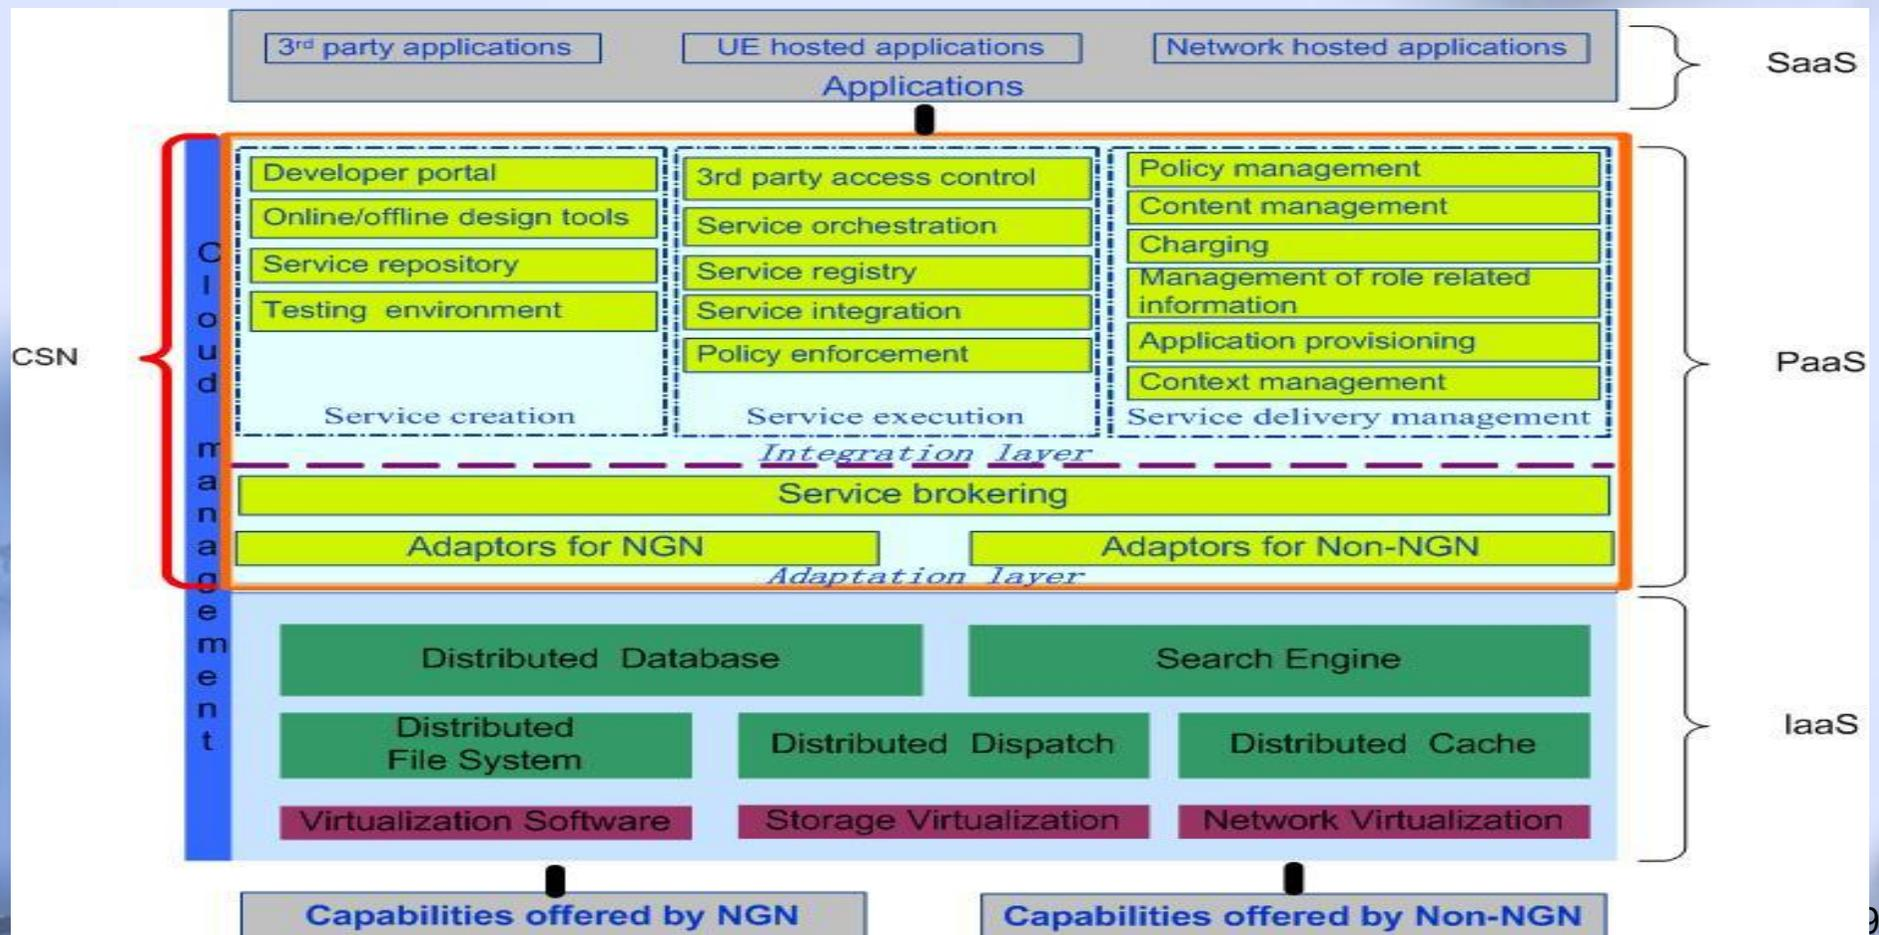 3rd party applications
UE hosted applications
Network hosted applications
Applications
SaaS
CSN
Cloud management
Developer portal
Online/offline design tools
Service repository
Testing environment
Service creation
3rd party access control
Service orchestration
Service registry
Service integration
Policy enforcement
Service execution
Policy management
Content management
Charging
Management of role related
information
Application provisioning
Context management
Service delivery management
Integration layer
Service brokering
Adaptors for NGN
Adaptors for Non-NGN
Adaptation layer
PaaS
Distributed Database
Search Engine
Distributed
File System
Distributed Dispatch
Distributed Cache
Virtualization Software
Storage Virtualization
Network Virtualization
IaaS
Capabilities offered by NGN
Capabilities offered by Non-NGN
9